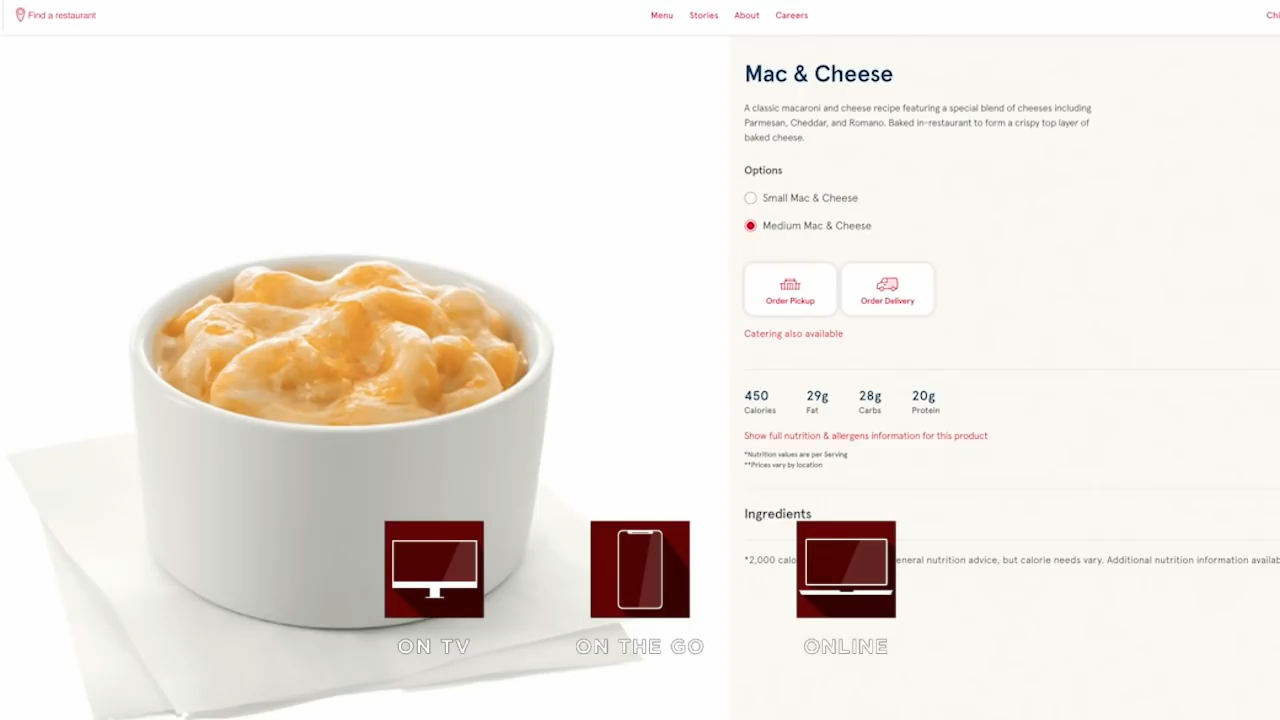 Find a restaurant
Menu Stories About Careers
Mac & Cheese
A classic macaroni and cheese recipe featuring a special blend of cheeses including
Parmesan, Cheddar, and Romano. Baked in-restaurant to form a crispy top layer of
baked cheese.
Options
Small Mac & Cheese
Medium Mac & Cheese
Order Pickup
Order Delivery
Catering also available
450 29g 28g 20g
Calories Fat Carbs Protein
Show full nutrition & allergens information for this product
*Nutrition values are per Serving
**Prices vary by location
Ingredients
*2,000 nutrition advice, but calorie needs vary. Additional nutrition information
ON TV
ON THE GO
ONLINE